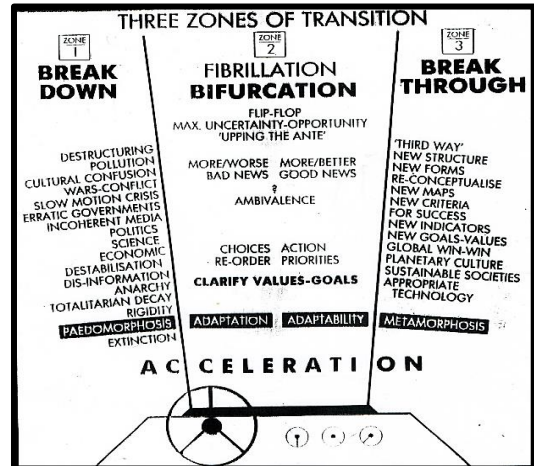 THREE ZONES OF TRANSITION
ZONE
1
BREAK
DOWN
DESTRUCTURING
POLLUTION
CULTURAL CONFUSION
WARS-CONFLICT
SLOW MOTION CRISIS
ERRATIC GOVERNMENTS
INCOHERENT MEDIA
POLITICS
SCIENCE
ECONOMIC
DESTABILISATION
DIS-INFORMATION
ANARCHY
TOTALITARIAN DECAY
RIGIDITY
PAEDOMORPHOSIS
EXTINCTION
ZONE
2
FIBRILLATION
BIFURCATION
FLIP-FLOP
MAX. UNCERTAINTY-OPPORTUNITY
'UPPING THE ANTE'
MORE/WORSE MORE/BETTER
BAD NEWS GOOD NEWS
?
AMBIVALENCE
CHOICES ACTION
RE-ORDER PRIORITIES
CLARIFY VALUES-GOALS
ADAPTATION ADAPTABILITY
ZONE
3
BREAK
THROUGH
'THIRD WAY'
NEW STRUCTURE
NEW FORMS
RE-CONCEPTUALISE
NEW MAPS
NEW CRITERIA
FOR SUCCESS
NEW INDICATORS
NEW GOALS-VALUES
GLOBAL WIN-WIN
PLANETARY CULTURE
SUSTAINABLE SOCIETIES
APPROPRIATE
TECHNOLOGY
METAMORPHOSIS
ACCELERATION